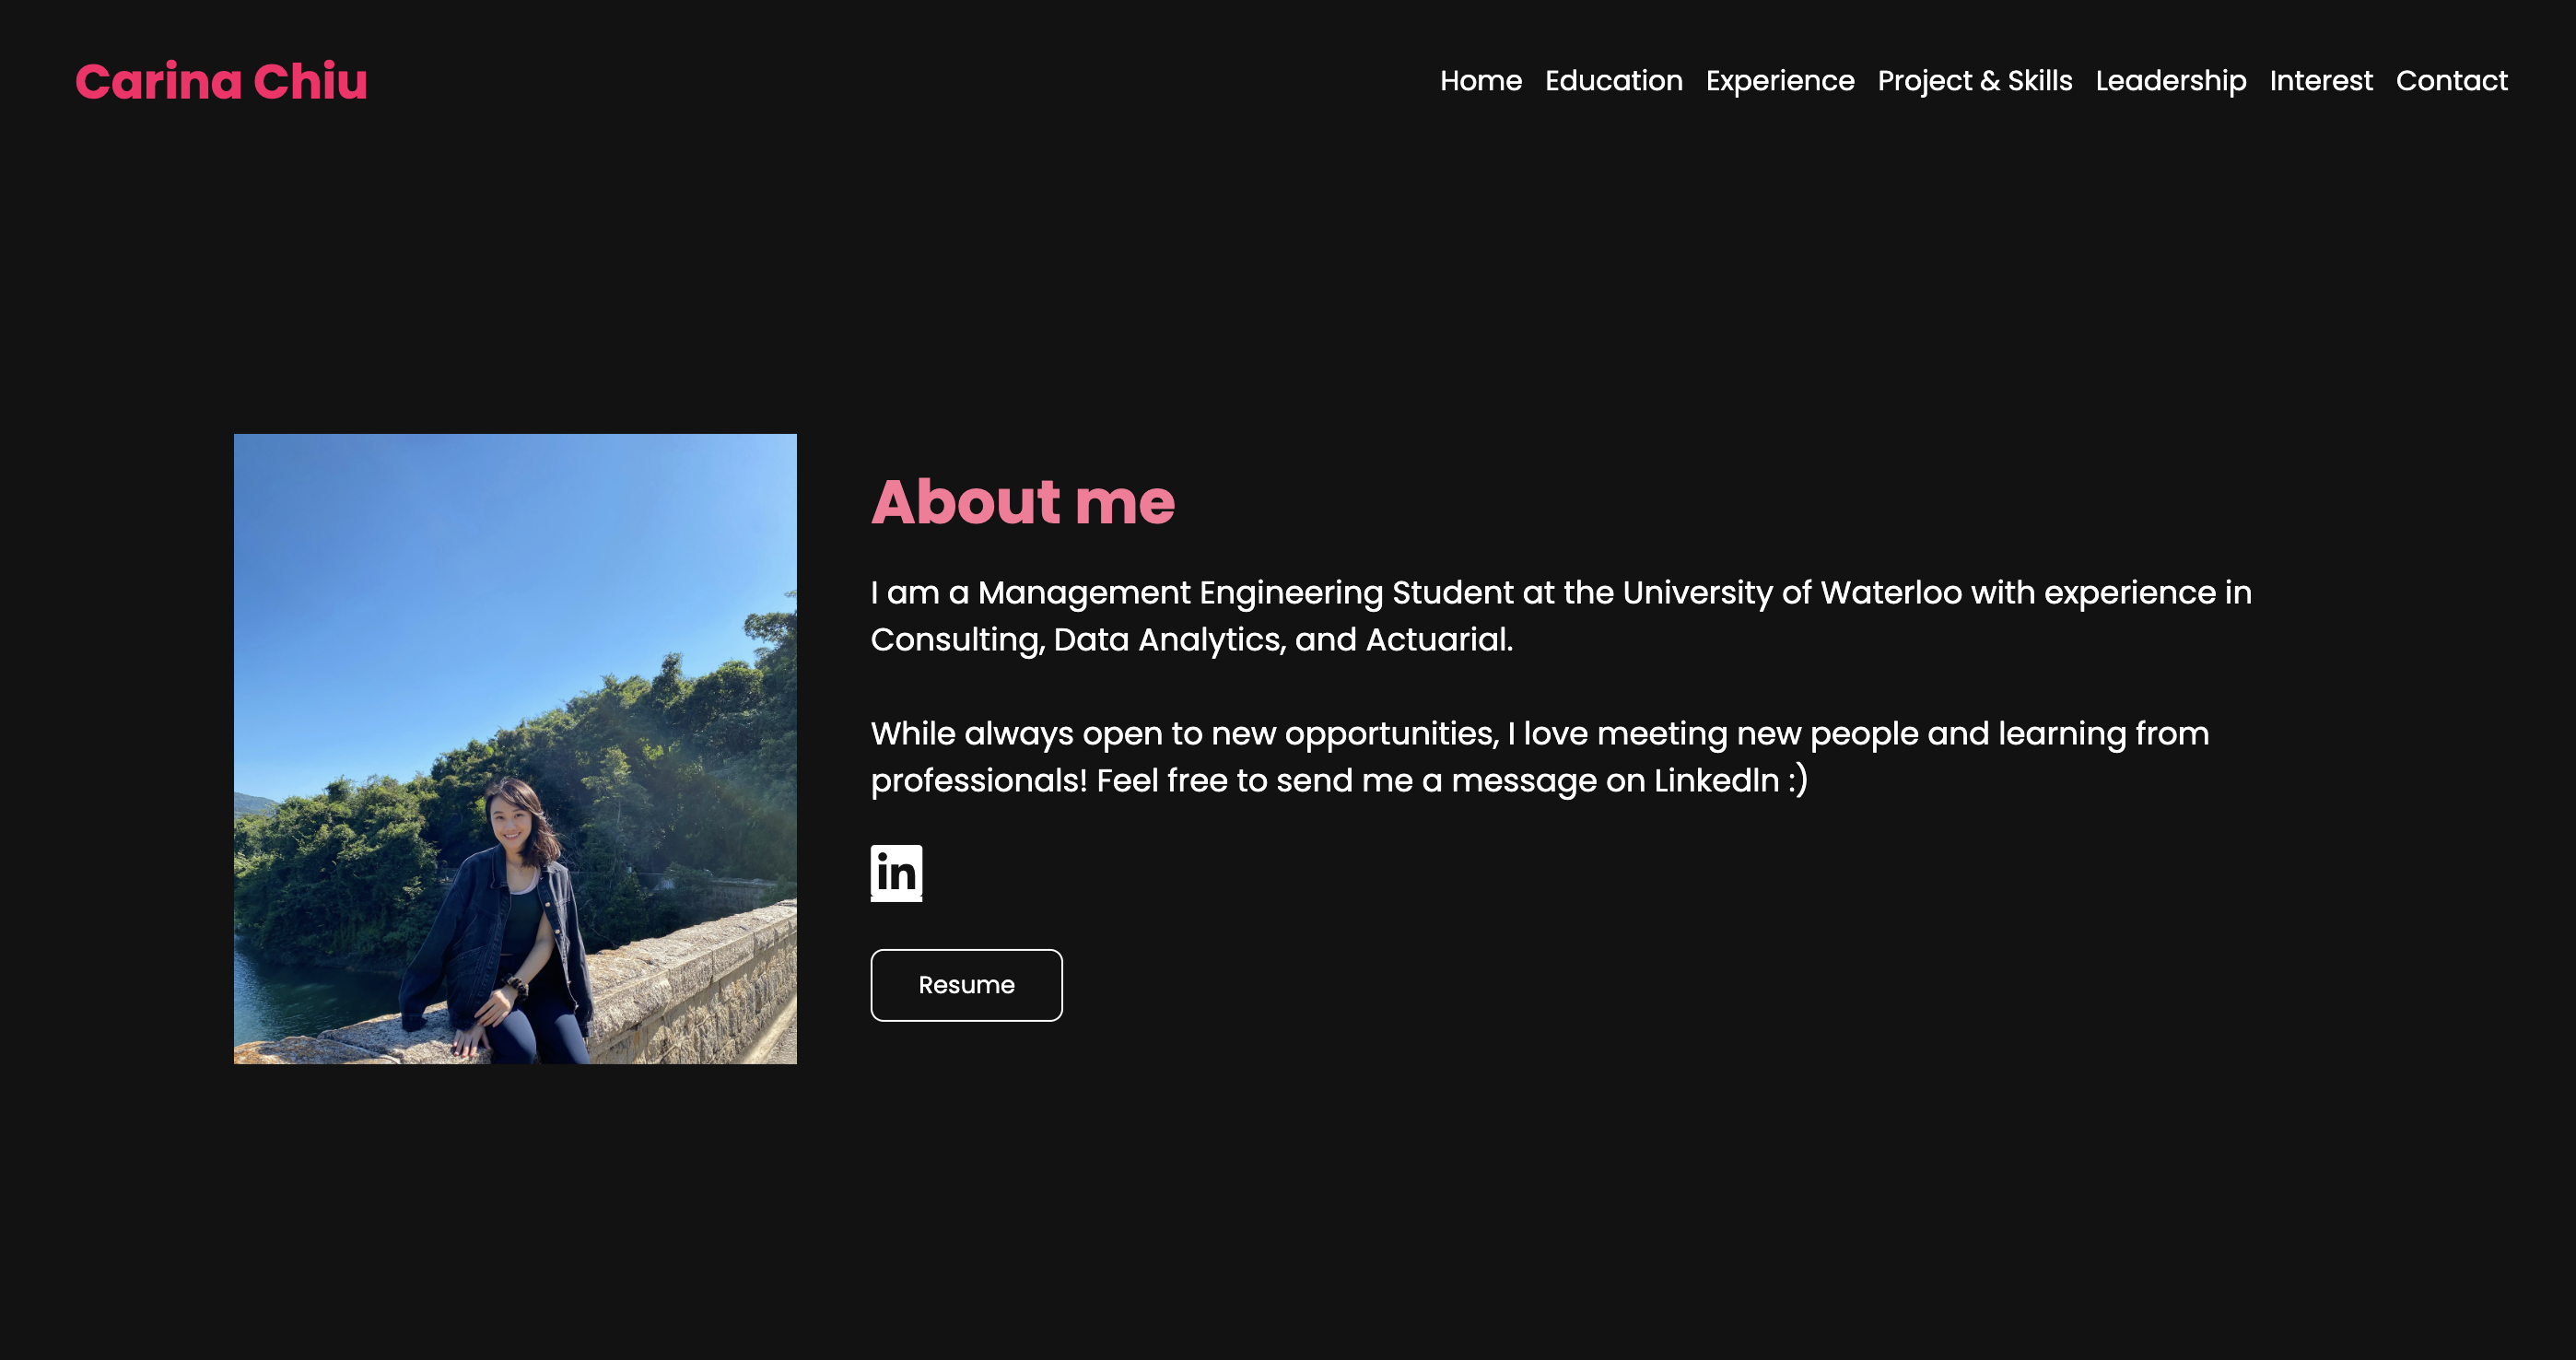 Carina Chiu
Home Education Experience Project & Skills Leadership Interest Contact
About me
I am a Management Engineering Student at the University of Waterloo with experience in
Consulting, Data Analytics, and Actuarial.
While always open to new opportunities, I love meeting new people and learning from
professionals! Feel free to send me a message on LinkedIn :)
in
Resume